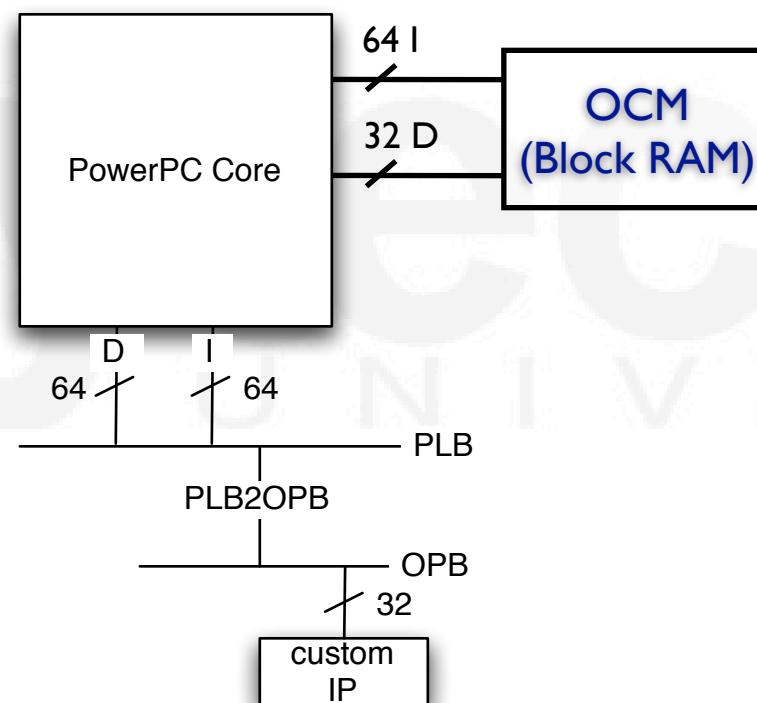 64 I
PowerPC Core
32 D
OCM
(Block RAM)
D
I
64
64
PLB
PLB2OPB
OPB
32
custom
IP
U N I V